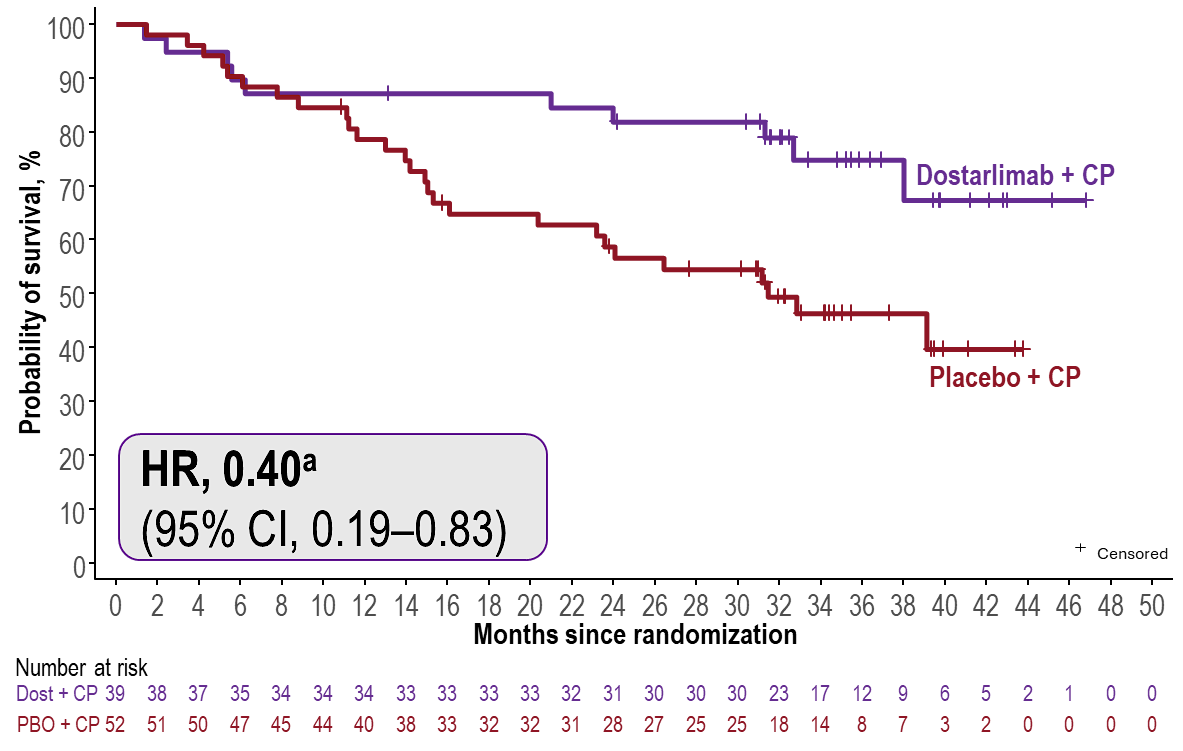 100
90
80
70
60
50
40
30
20
10
0
Probability of survival, %
Dostarlimab + CP
Placebo + CP
HR, 0.40ᵃ
(95% CI, 0.19–0.83)
+ Censored
0 2 4 6 8 10 12 14 16 18 20 22 24 26 28 30 32 34 36 38 40 42 44 46 48 50
Months since randomization
Number at risk
Dost + CP 39 38 37 35 34 34 34 33 33 33 33 32 31 30 30 30 23 17 12 9 6 5 2 1 0 0
PBO + CP 52 51 50 47 45 44 40 38 33 32 32 31 28 27 25 25 18 14 8 7 3 2 0 0 0 0